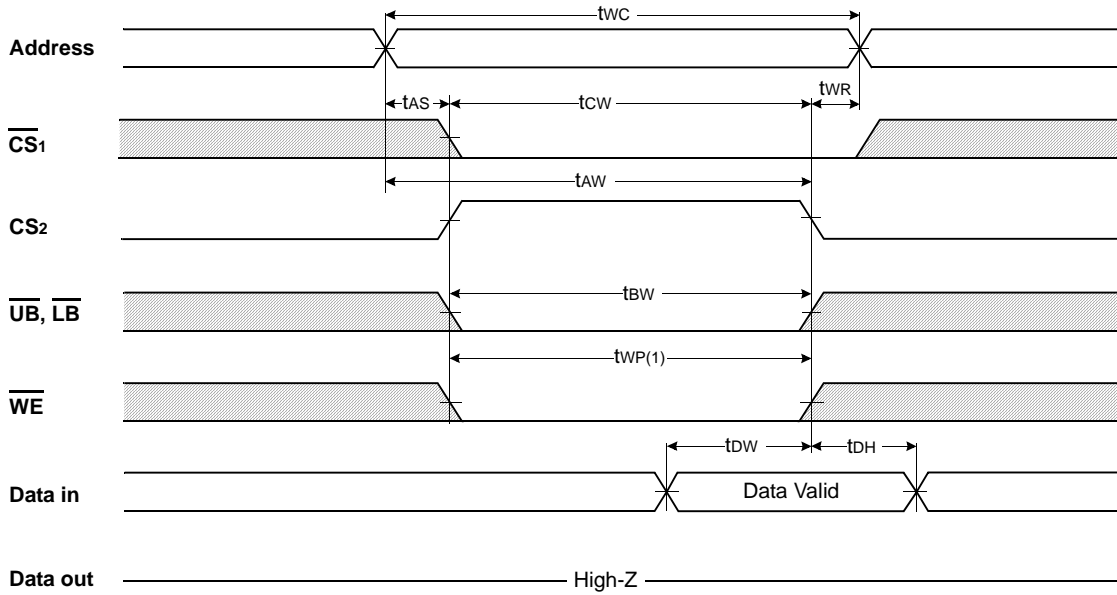 tWC
Address
tAS
tCW
tWR
CS1
tAW
CS2
tBW
UB, LB
tWP(1)
WE
tDW
tDH
Data in
Data Valid
Data out
High-Z